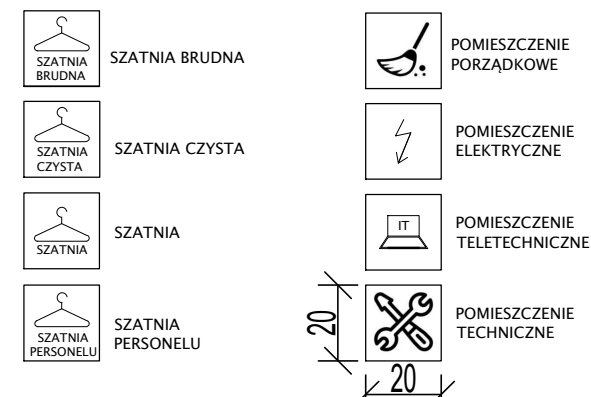 SZATNIA
BRUDNA
SZATNIA BRUDNA
SZATNIA
CZYSTA
SZATNIA CZYSTA
SZATNIA
SZATNIA
SZATNIA
PERSONELU
SZATNIA
PERSONELU
POMIESZCZENIE
PORZĄDKOWE
POMIESZCZENIE
ELEKTRYCZNE
IT
POMIESZCZENIE
TELETECHNICZNE
20
POMIESZCZENIE
TECHNICZNE
20